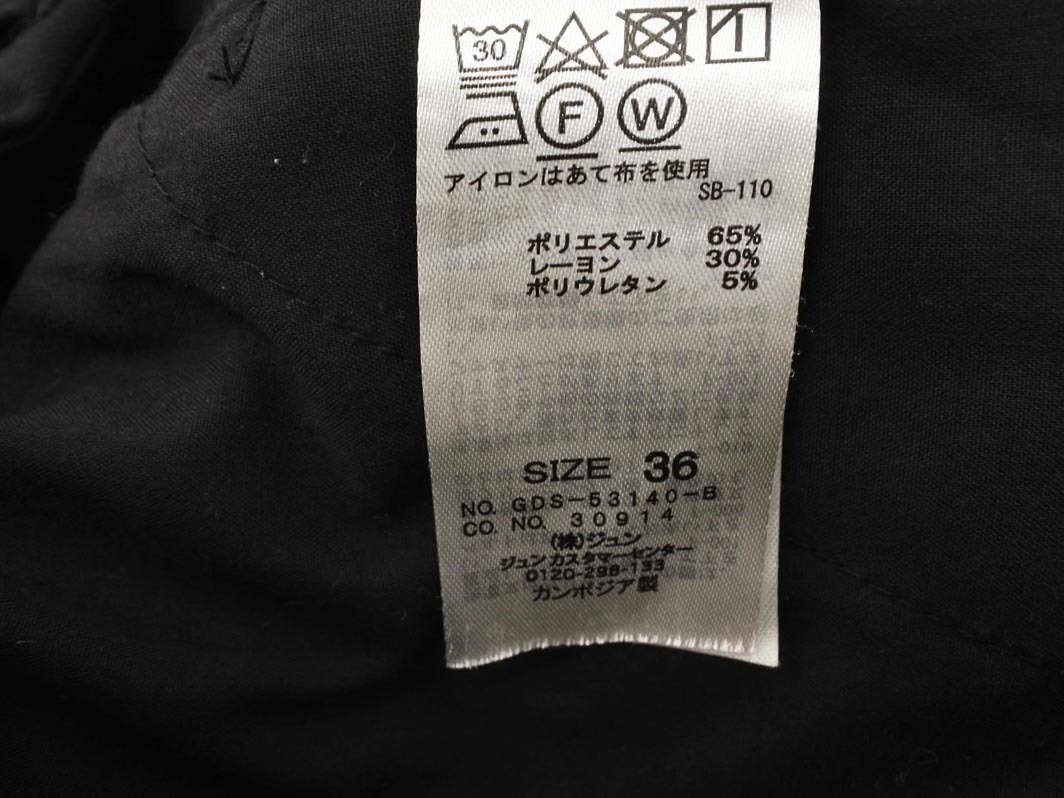 30
F W
アイロンはあて布を使用
SB-110
ポリエステル 65%
レーヨン 30%
ポリウレタン 5%
SIZE 36
NO. GDS-53140-B
CO. NO. 30914
(株)ジュン
ジュンカスタマーセンター
0120-298-133
カンボジア製